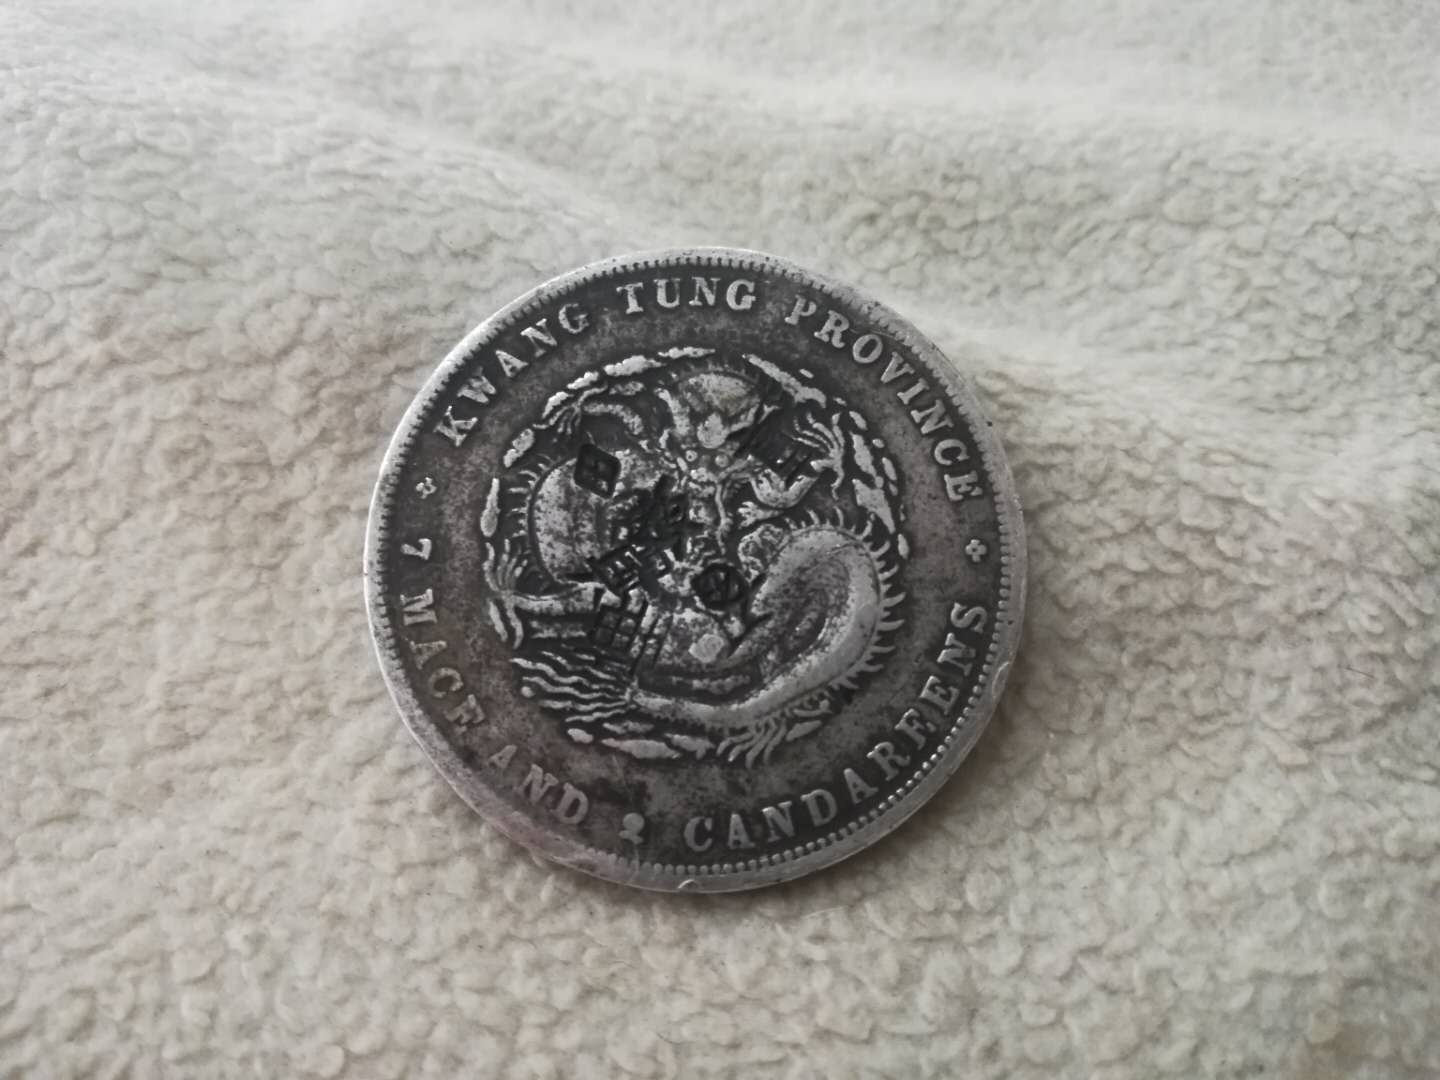 KWANG TUNG PROVINCE
7 MACE AND 2 CANDAREENS